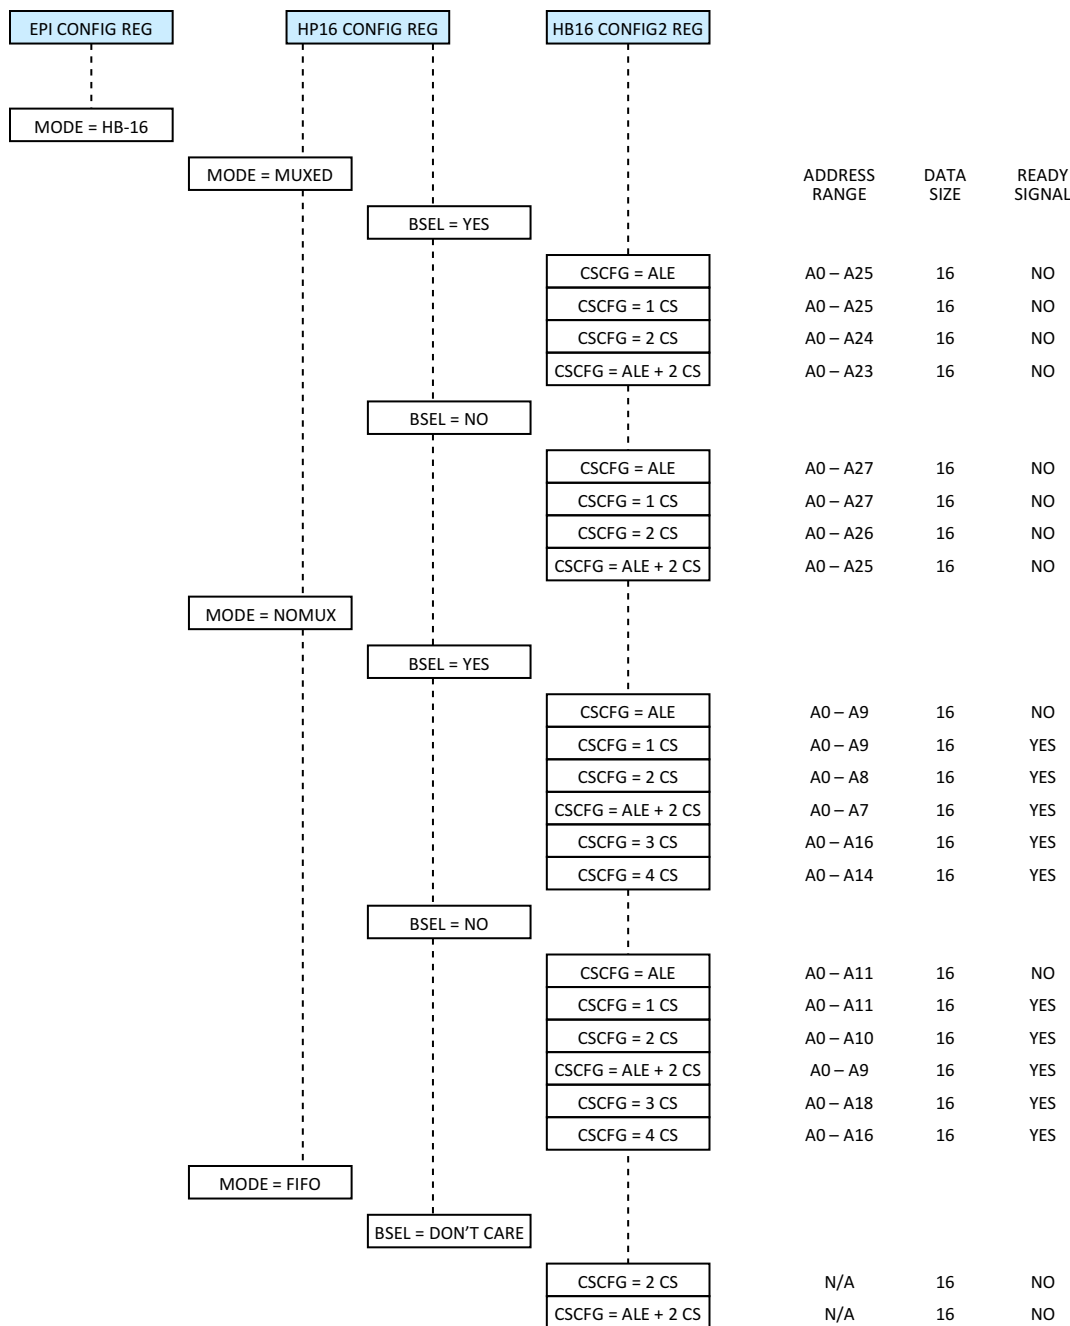 EPI CONFIG REG HP16 CONFIG REG HB16 CONFIG2 REG
MODE = HB-16
MODE = MUXED ADDRESS RANGE DATA SIZE READY SIGNAL
BSEL = YES
CSCFG = ALE A0 – A25 16 NO
CSCFG = 1 CS A0 – A25 16 NO
CSCFG = 2 CS A0 – A24 16 NO
CSCFG = ALE + 2 CS A0 – A23 16 NO
BSEL = NO
CSCFG = ALE A0 – A27 16 NO
CSCFG = 1 CS A0 – A27 16 NO
CSCFG = 2 CS A0 – A26 16 NO
CSCFG = ALE + 2 CS A0 – A25 16 NO
MODE = NOMUX
BSEL = YES
CSCFG = ALE A0 – A9 16 NO
CSCFG = 1 CS A0 – A9 16 YES
CSCFG = 2 CS A0 – A8 16 YES
CSCFG = ALE + 2 CS A0 – A7 16 YES
CSCFG = 3 CS A0 – A16 16 YES
CSCFG = 4 CS A0 – A14 16 YES
BSEL = NO
CSCFG = ALE A0 – A11 16 NO
CSCFG = 1 CS A0 – A11 16 YES
CSCFG = 2 CS A0 – A10 16 YES
CSCFG = ALE + 2 CS A0 – A9 16 YES
CSCFG = 3 CS A0 – A18 16 YES
CSCFG = 4 CS A0 – A16 16 YES
MODE = FIFO
BSEL = DON’T CARE
CSCFG = 2 CS N/A 16 NO
CSCFG = ALE + 2 CS N/A 16 NO